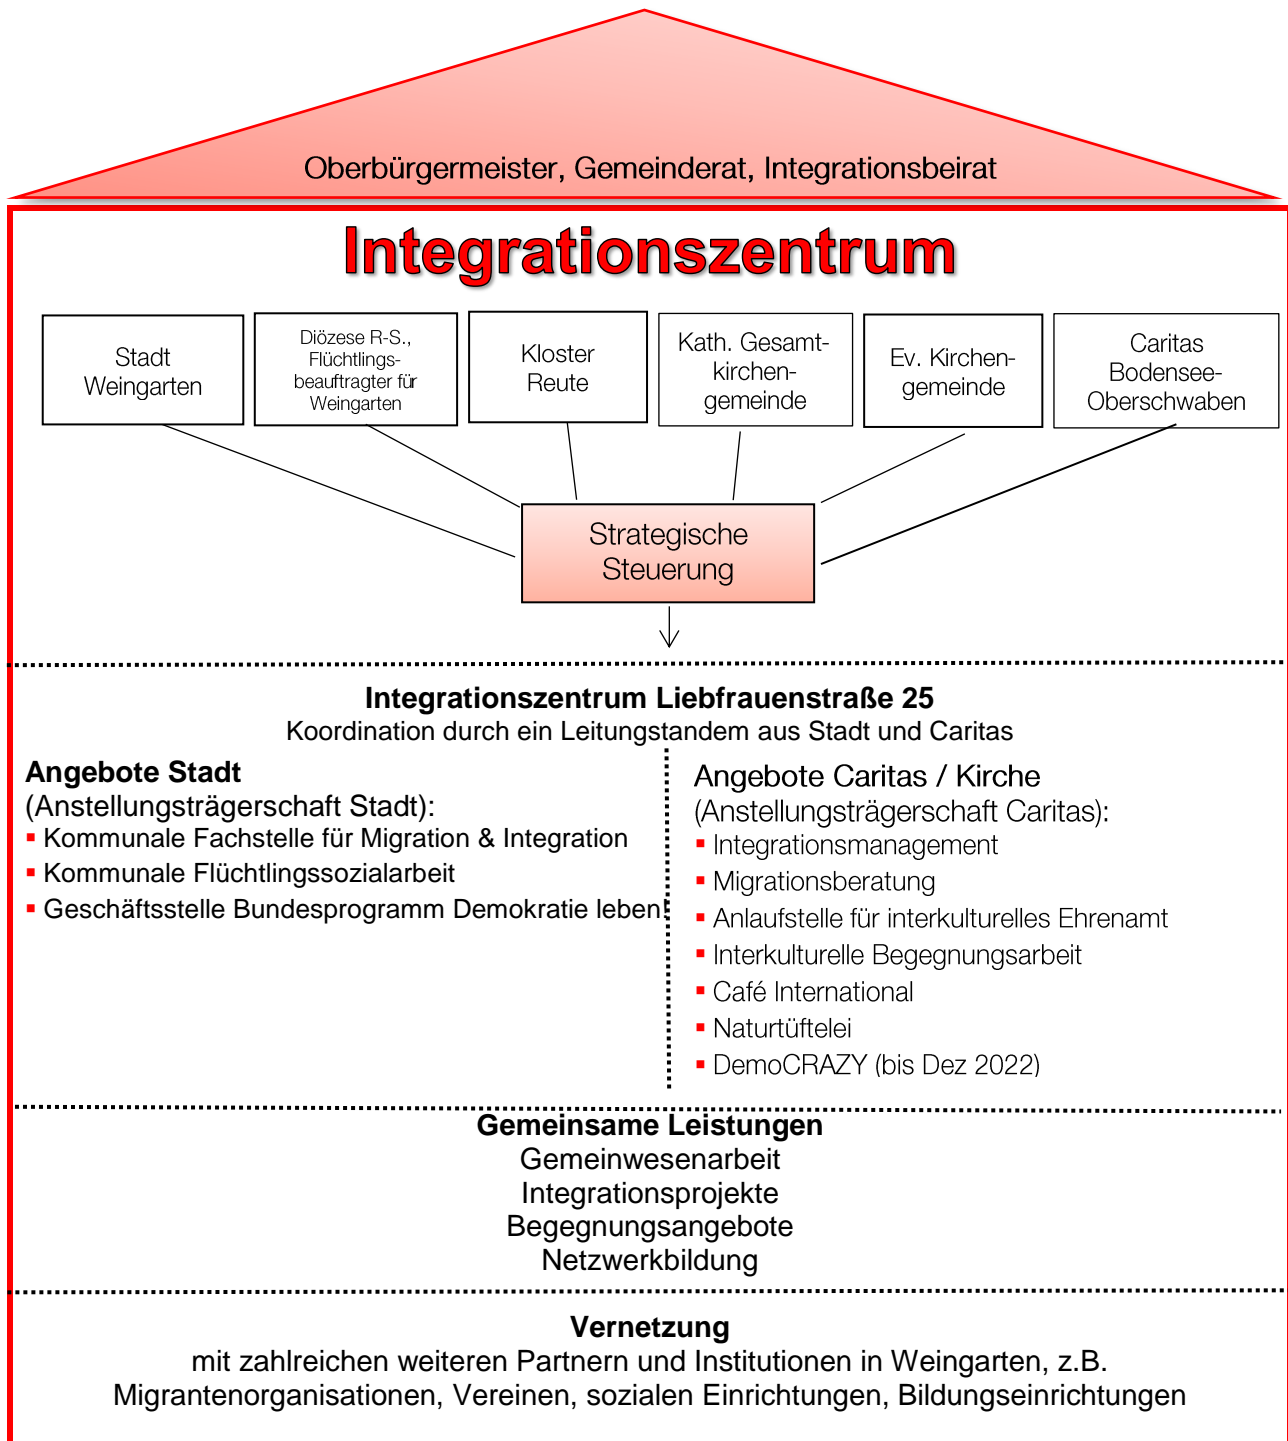 Oberbürgermeister, Gemeinderat, Integrationsbeirat
Integrationszentrum
Stadt
Weingarten
Diözese R-S.,
Flüchtlings-
beauftragter für
Weingarten
Kloster
Reute
Kath. Gesamt-
kirchen-
gemeinde
Ev. Kirchen-
gemeinde
Caritas
Bodensee-
Oberschwaben
Strategische
Steuerung
Integrationszentrum Liebfrauenstraße 25
Koordination durch ein Leitungstandem aus Stadt und Caritas
Angebote Stadt
(Anstellungsträgerschaft Stadt):
▪ Kommunale Fachstelle für Migration & Integration
▪ Kommunale Flüchtlingssozialarbeit
▪ Geschäftsstelle Bundesprogramm Demokratie leben!
Angebote Caritas / Kirche
(Anstellungsträgerschaft Caritas):
▪ Integrationsmanagement
▪ Migrationsberatung
▪ Anlaufstelle für interkulturelles Ehrenamt
▪ Interkulturelle Begegnungsarbeit
▪ Café International
▪ Naturtüftelei
▪ DemoCRAZY (bis Dez 2022)
Gemeinsame Leistungen
Gemeinwesenarbeit
Integrationsprojekte
Begegnungsangebote
Netzwerkbildung
Vernetzung
mit zahlreichen weiteren Partnern und Institutionen in Weingarten, z.B.
Migrantenorganisationen, Vereinen, sozialen Einrichtungen, Bildungseinrichtungen